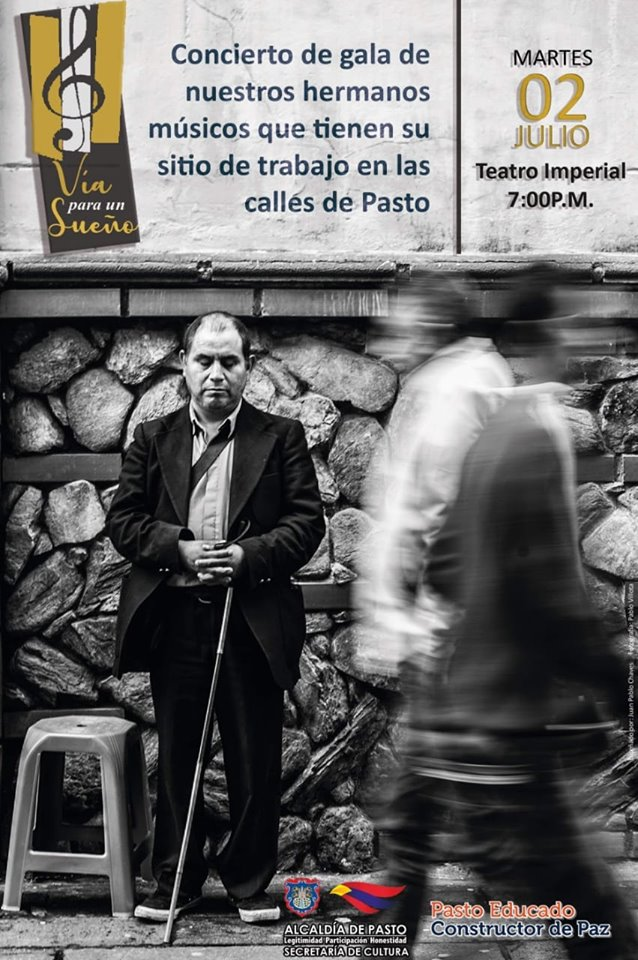 Vía
para un
Sueño
Concierto de gala de
nuestros hermanos
músicos que tienen su
sitio de trabajo en las
calles de Pasto
MARTES
02
JULIO
Teatro Imperial
7:00P.M.
ALCALDÍA DE PASTO
Legitimidad Participación Honestidad
SECRETARÍA DE CULTURA
Pasto Educado
Constructor de Paz